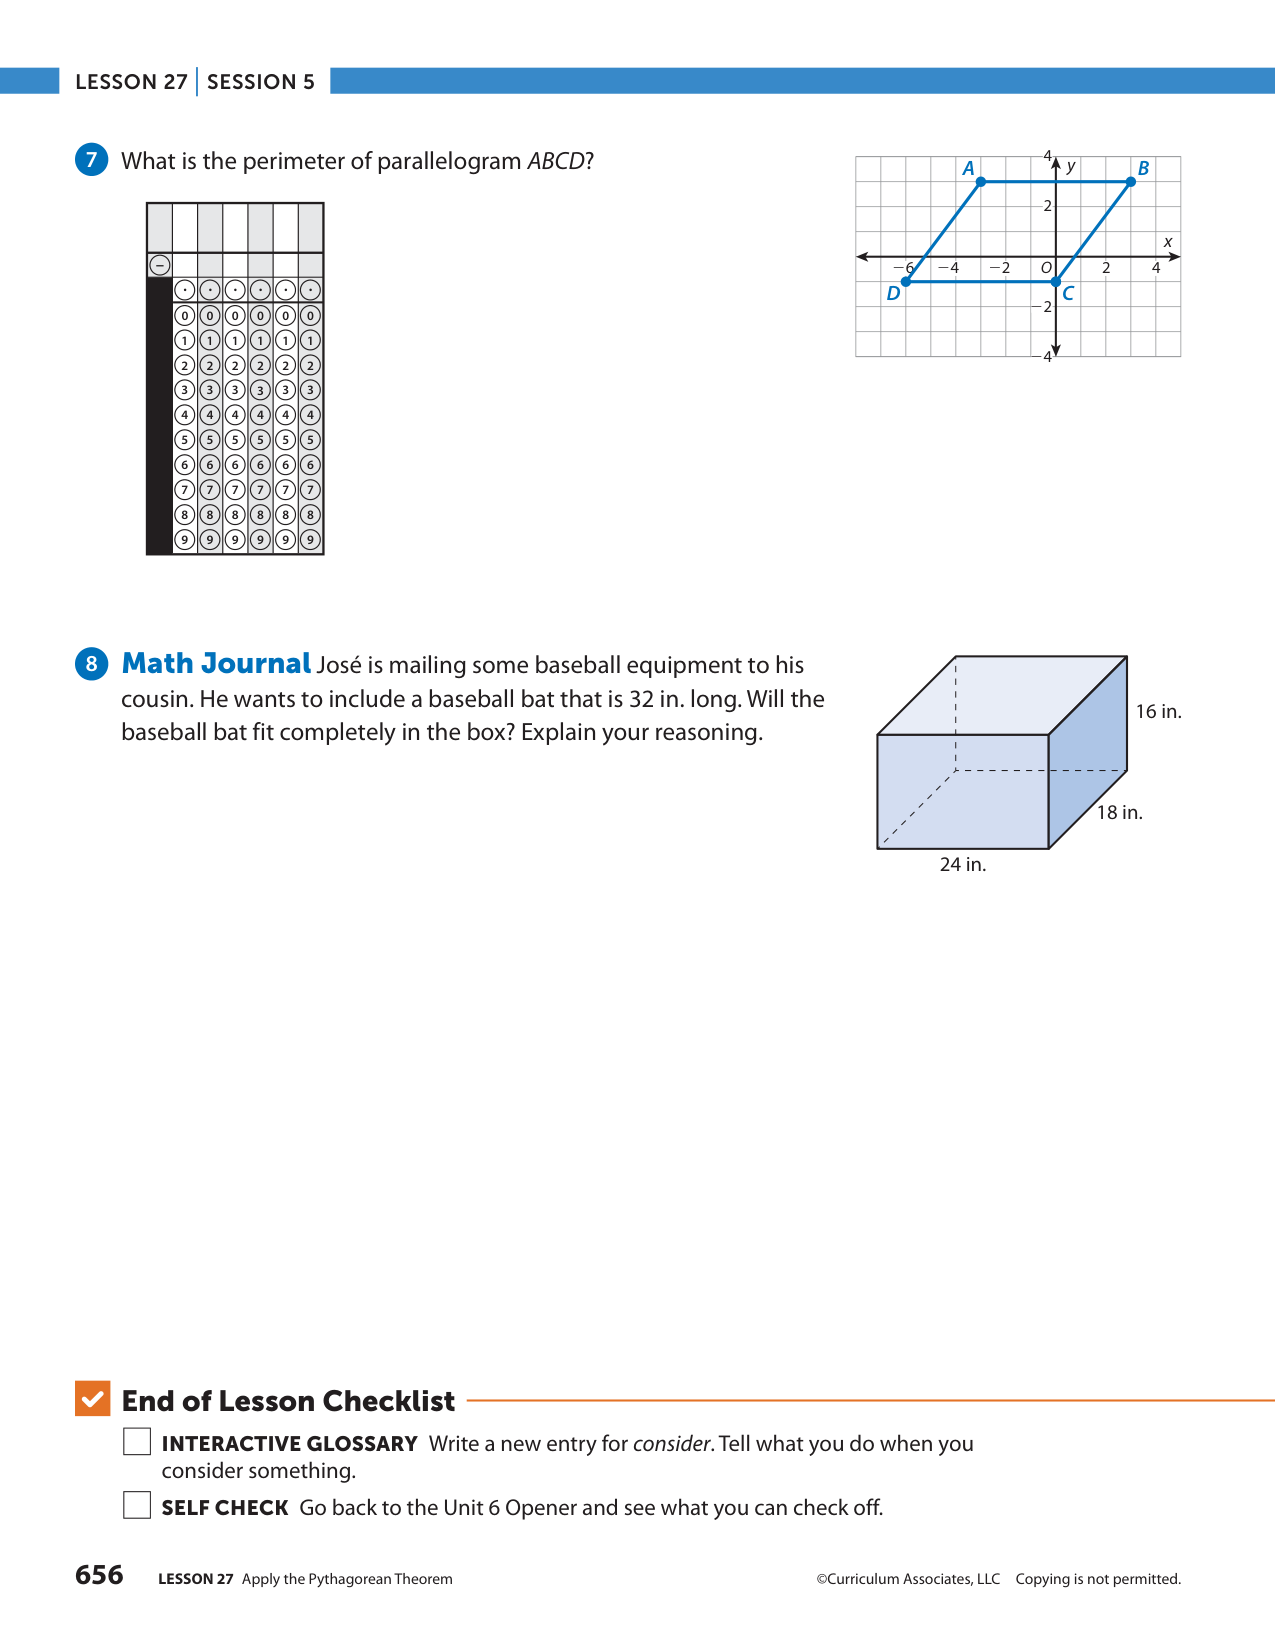 LESSON 27 | SESSION 5
7 What is the perimeter of parallelogram ABCD?
−
· · · · · ·
0 0 0 0 0 0
1 1 1 1 1 1
2 2 2 2 2 2
3 3 3 3 3 3
4 4 4 4 4 4
5 5 5 5 5 5
6 6 6 6 6 6
7 7 7 7 7 7
8 8 8 8 8 8
9 9 9 9 9 9
4 y
A B
2
x
−6 −4 −2 O 2 4
D C
−2
−4
8 Math Journal José is mailing some baseball equipment to his
cousin. He wants to include a baseball bat that is 32 in. long. Will the
baseball bat fit completely in the box? Explain your reasoning.
16 in.
18 in.
24 in.
End of Lesson Checklist
INTERACTIVE GLOSSARY Write a new entry for consider. Tell what you do when you
consider something.
SELF CHECK Go back to the Unit 6 Opener and see what you can check off.
656 LESSON 27 Apply the Pythagorean Theorem
©Curriculum Associates, LLC Copying is not permitted.